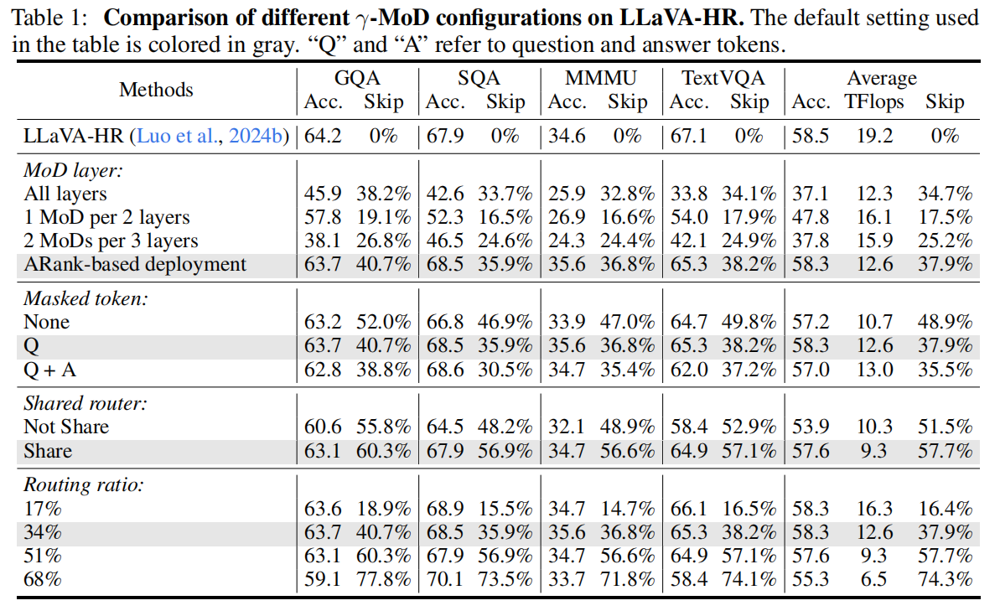 Table 1: Comparison of different γ-MoD configurations on LLaVA-HR. The default setting used
in the table is colored in gray. “Q” and “A” refer to question and answer tokens.
Methods GQA SQA MMMU TextVQA Average
Acc. Skip Acc. Skip Acc. Skip Acc. Skip Acc. TFlops Skip
LLaVA-HR (Luo et al., 2024b) 64.2 0% 67.9 0% 34.6 0% 67.1 0% 58.5 19.2 0%
MoD layer:
All layers 45.9 38.2% 42.6 33.7% 25.9 32.8% 33.8 34.1% 37.1 12.3 34.7%
1 MoD per 2 layers 57.8 19.1% 52.3 16.5% 26.9 16.6% 54.0 17.9% 47.8 16.1 17.5%
2 MoDs per 3 layers 38.1 26.8% 46.5 24.6% 24.3 24.4% 42.1 24.9% 37.8 15.9 25.2%
ARank-based deployment 63.7 40.7% 68.5 35.9% 35.6 36.8% 65.3 38.2% 58.3 12.6 37.9%
Masked token:
None 63.2 52.0% 66.8 46.9% 33.9 47.0% 64.7 49.8% 57.2 10.7 48.9%
Q 63.7 40.7% 68.5 35.9% 35.6 36.8% 65.3 38.2% 58.3 12.6 37.9%
Q + A 62.8 38.8% 68.6 30.5% 34.7 35.4% 62.0 37.2% 57.0 13.0 35.5%
Shared router:
Not Share 60.6 55.8% 64.5 48.2% 32.1 48.9% 58.4 52.9% 53.9 10.3 51.5%
Share 63.1 60.3% 67.9 56.9% 34.7 56.6% 64.9 57.1% 57.6 9.3 57.7%
Routing ratio:
17% 63.6 18.9% 68.9 15.5% 34.7 14.7% 66.1 16.5% 58.3 16.3 16.4%
34% 63.7 40.7% 68.5 35.9% 35.6 36.8% 65.3 38.2% 58.3 12.6 37.9%
51% 63.1 60.3% 67.9 56.9% 34.7 56.6% 64.9 57.1% 57.6 9.3 57.7%
68% 59.1 77.8% 70.1 73.5% 33.7 71.8% 58.4 74.1% 55.3 6.5 74.3%